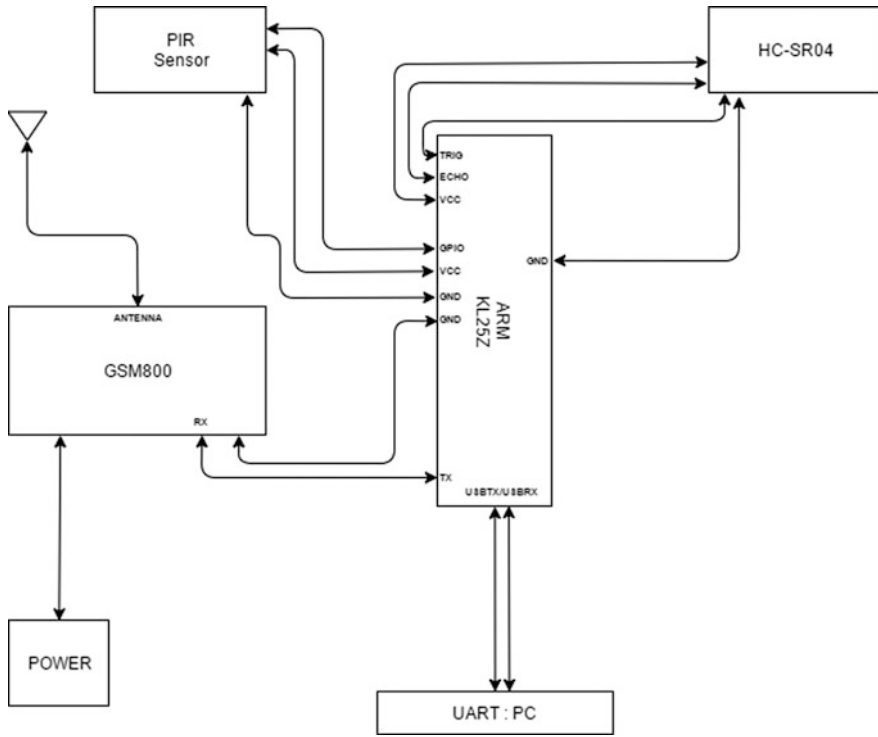 PIR
Sensor
HC-SR04
TRIG
ECHO
VCC
GPIO
VCC
GND
GND
GND
ARM
KL25Z
ANTENNA
GSM800
RX
TX
USBTX/USBRX
POWER
UART : PC